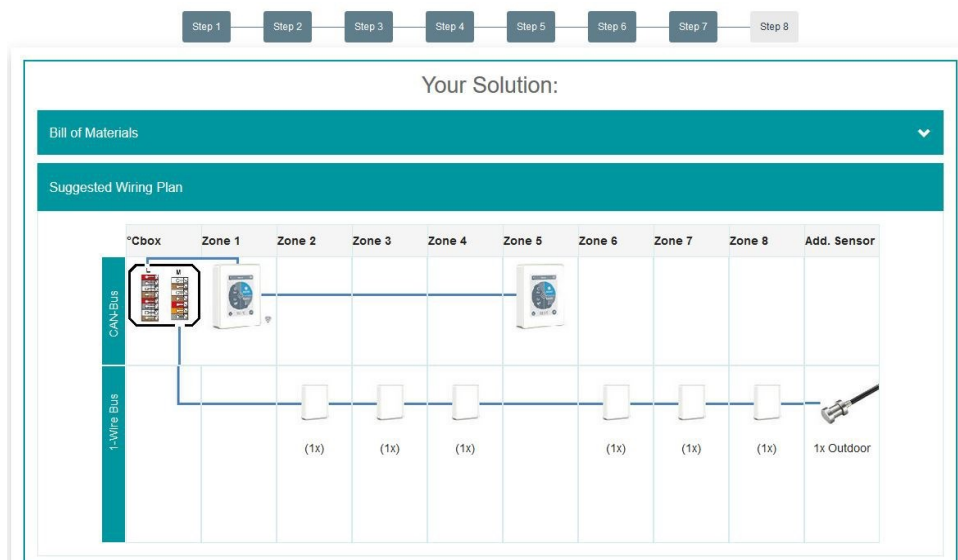 Step 1 Step 2 Step 3 Step 4 Step 5 Step 6 Step 7 Step 8
Your Solution:
Bill of Materials
Suggested Wiring Plan
°Cbox Zone 1 Zone 2 Zone 3 Zone 4 Zone 5 Zone 6 Zone 7 Zone 8 Add. Sensor
L M
CAN-Bus
1-Wire Bus
(1x) (1x) (1x) (1x) (1x) (1x) 1x Outdoor